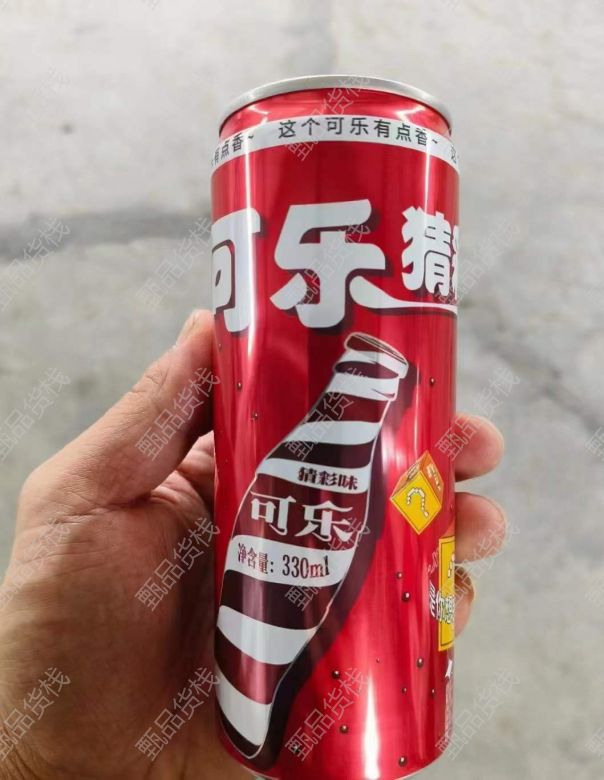 有点香~ 这个可乐有点香~ 这
可乐 猜
猜彩味
可乐
净含量: 330ml
甄品货栈